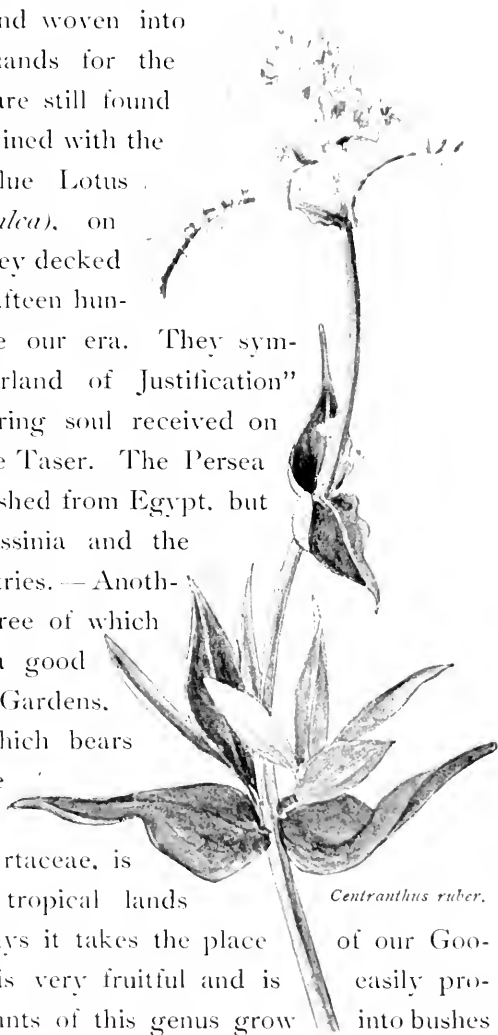 nd woven into
ands for the
are still found
ined with the
lue Lotus
ulea), on
ey decked
fteen hun-
e our era. They sym-
rland of Justification"
ring soul received on
e Taser. The Persea
shed from Egypt, but
ssinia and the
tries. — Anoth-
ree of which
a good
Gardens,
hich bears
e
rtaceae, is
tropical lands
Centranthus ruber.
ys it takes the place of our Goo-
is very fruitful and is easily pro-
ants of this genus grow into bushes